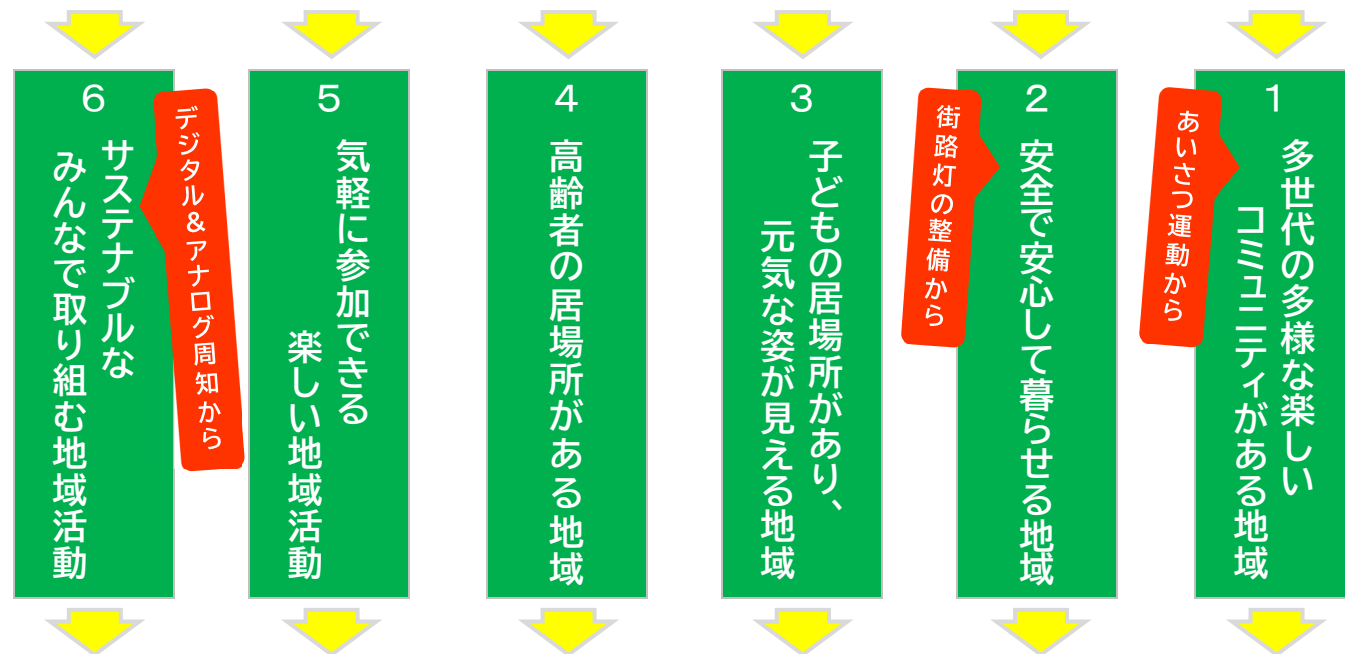 1
多世代の多様な楽しい
コミュニティがある地域
あいさつ運動から
2
安全で安心して暮らせる地域
街路灯の整備から
3
子どもの居場所があり、
元気な姿が見える地域
4
高齢者の居場所がある地域
5
気軽に参加できる
楽しい地域活動
6
サステナブルな
みんなで取り組む地域活動
デジタル&アナログ周知から